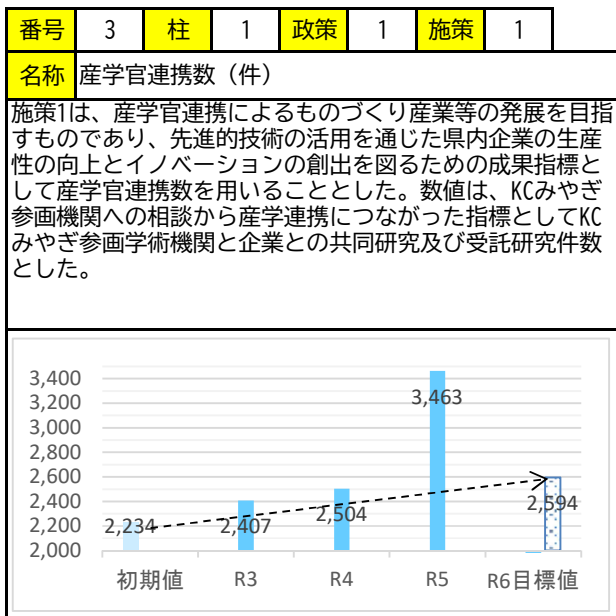 番号 3 柱 1 政策 1 施策 1
名称 産学官連携数（件）
施策1は、産学官連携によるものづくり産業等の発展を目指
すものであり、先進的技術の活用を通じた県内企業の生産
性の向上とイノベーションの創出を図るための成果指標と
して産学官連携数を用いることとした。数値は、KCみやぎ
参画機関への相談から産学連携につながった指標としてKC
みやぎ参画学術機関と企業との共同研究及び受託研究件数
とした。
3,400
3,200
3,000
2,800
2,600
2,400
2,200
2,000
2,234
2,407
2,504
3,463
2,594
初期値 R3 R4 R5 R6目標値